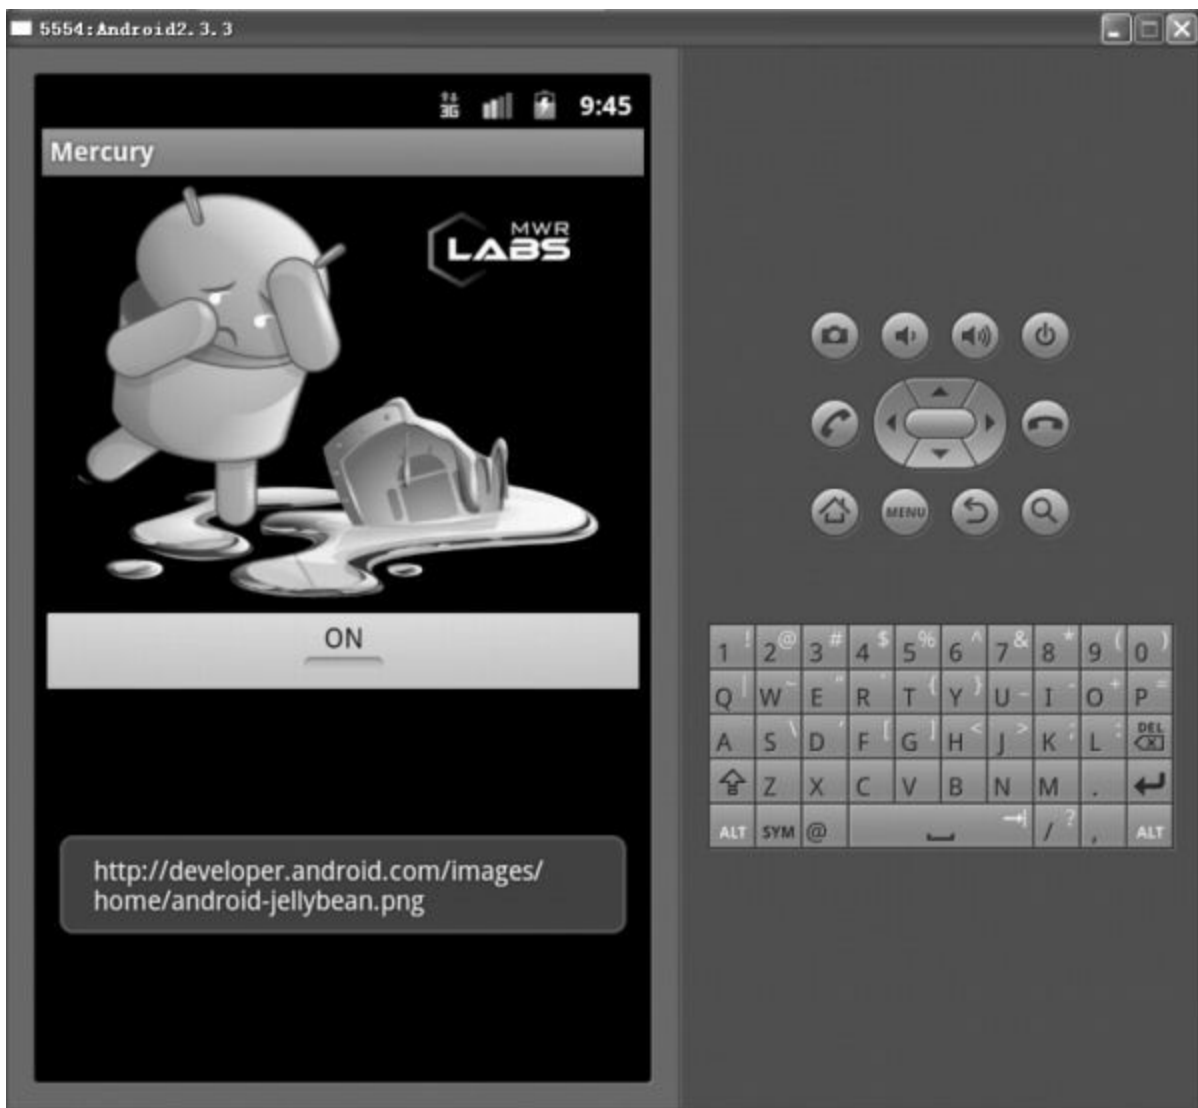 5554:Android2.3.3
3G 9:45
Mercury
MWR
LABS
ON
http://developer.android.com/images/
home/android-jellybean.png
MENU
1 ! 2 @ 3 # 4 $ 5 % 6 ^ 7 & 8 * 9 ( 0 )
Q | W ~ E " R ` T { Y } U _ I - O + P =
A S \ D ' F [ G ] H < J > K ; L : DEL
Z X C V B N M .
ALT SYM @ / ? , ALT